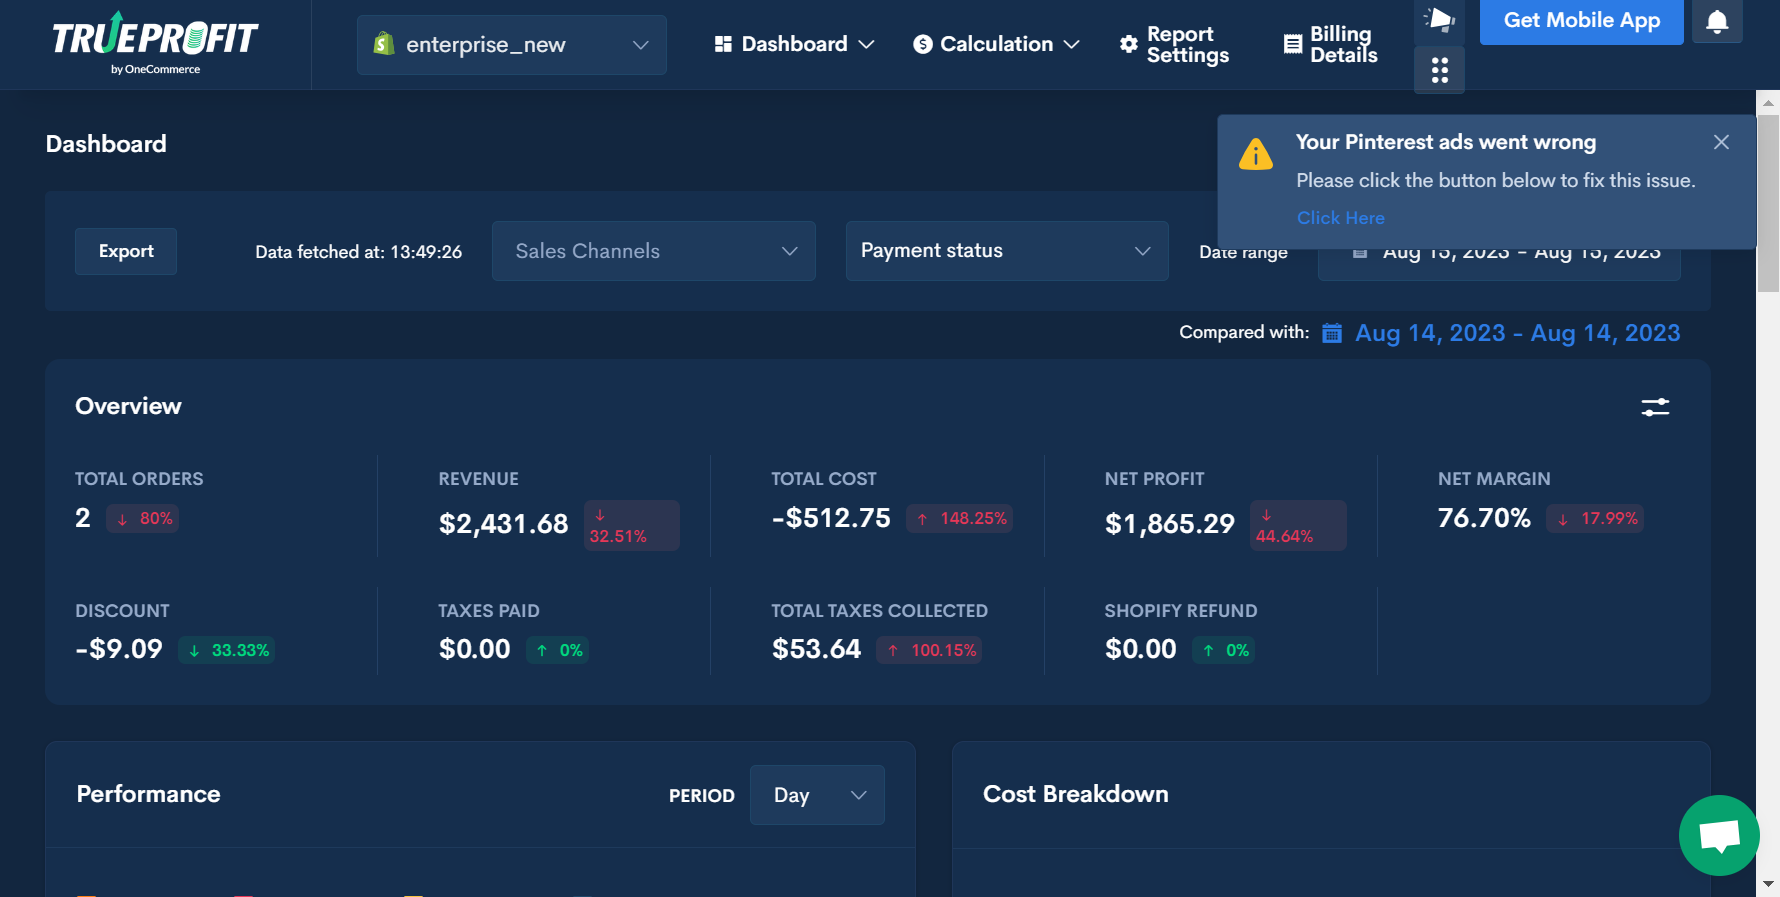 TRUEPROFIT
by OneCommerce
enterprise_new
Dashboard
Calculation
Report
Settings
Billing
Details
Get Mobile App
Dashboard
Your Pinterest ads went wrong
Please click the button below to fix this issue.
Click Here
Export
Data fetched at: 13:49:26
Sales Channels
Payment status
Date range
Aug 15, 2023 - Aug 15, 2023
Compared with:
Aug 14, 2023 - Aug 14, 2023
Overview
TOTAL ORDERS
2 ↓ 80%
REVENUE
$2,431.68 ↓
32.51%
TOTAL COST
-$512.75 ↑ 148.25%
NET PROFIT
$1,865.29 ↓
44.64%
NET MARGIN
76.70% ↓ 17.99%
DISCOUNT
-$9.09 ↓ 33.33%
TAXES PAID
$0.00 ↑ 0%
TOTAL TAXES COLLECTED
$53.64 ↑ 100.15%
SHOPIFY REFUND
$0.00 ↑ 0%
Performance
PERIOD
Day
Cost Breakdown